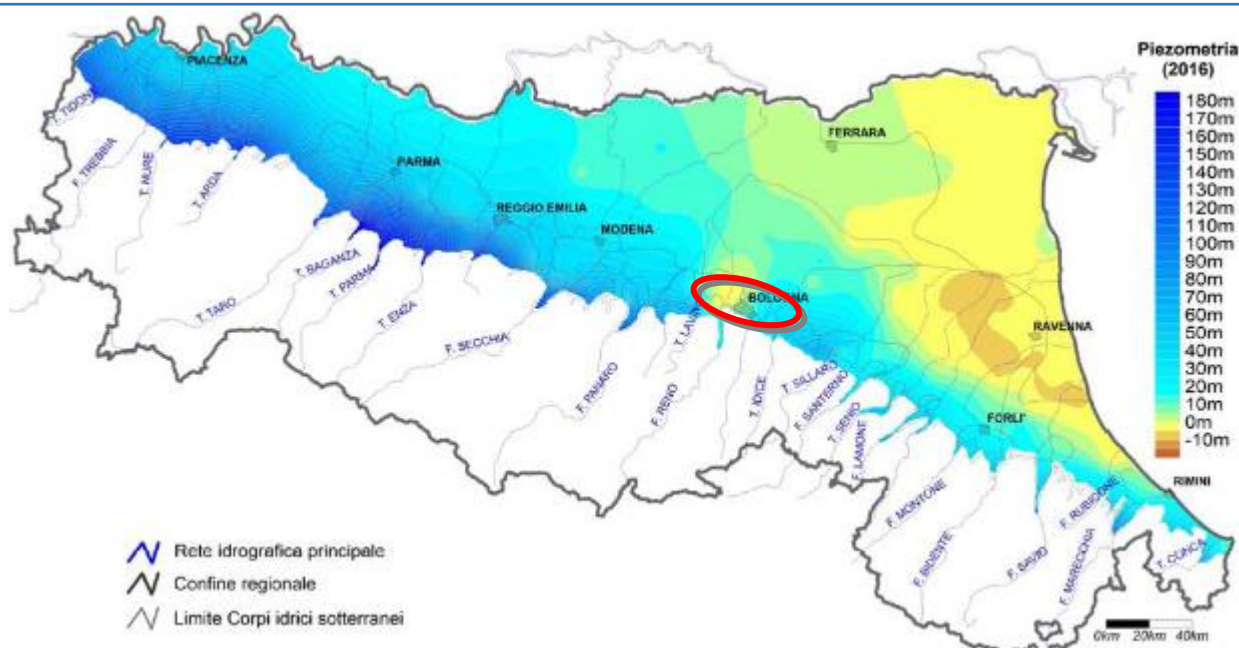 Piezometria
(2016)
180m
170m
160m
150m
140m
130m
120m
110m
100m
90m
80m
70m
60m
50m
40m
30m
20m
10m
0m
-10m
PIACENZA
PARMA
REGGIO EMILIA
MODENA
BOLOGNA
FERRARA
RAVENNA
FORLI'
RIMINI
T. TIDONE
F. TREBBIA
T. NURE
T. ARDA
T. TARO
T. BAGANZA
T. PARMA
T. ENZA
F. SECCHIA
F. PANARO
F. RENO
T. IDICE
T. SILLARO
F. SANTERNO
T. SENIO
F. LAMONE
F. MONTONE
F. BIDENTE
F. SAVIO
F. RUBICONE
F. MARECCHIA
T. CONCA
Rete idrografica principale
Confine regionale
Limite Corpi idrici sotterranei
0km 20km 40km